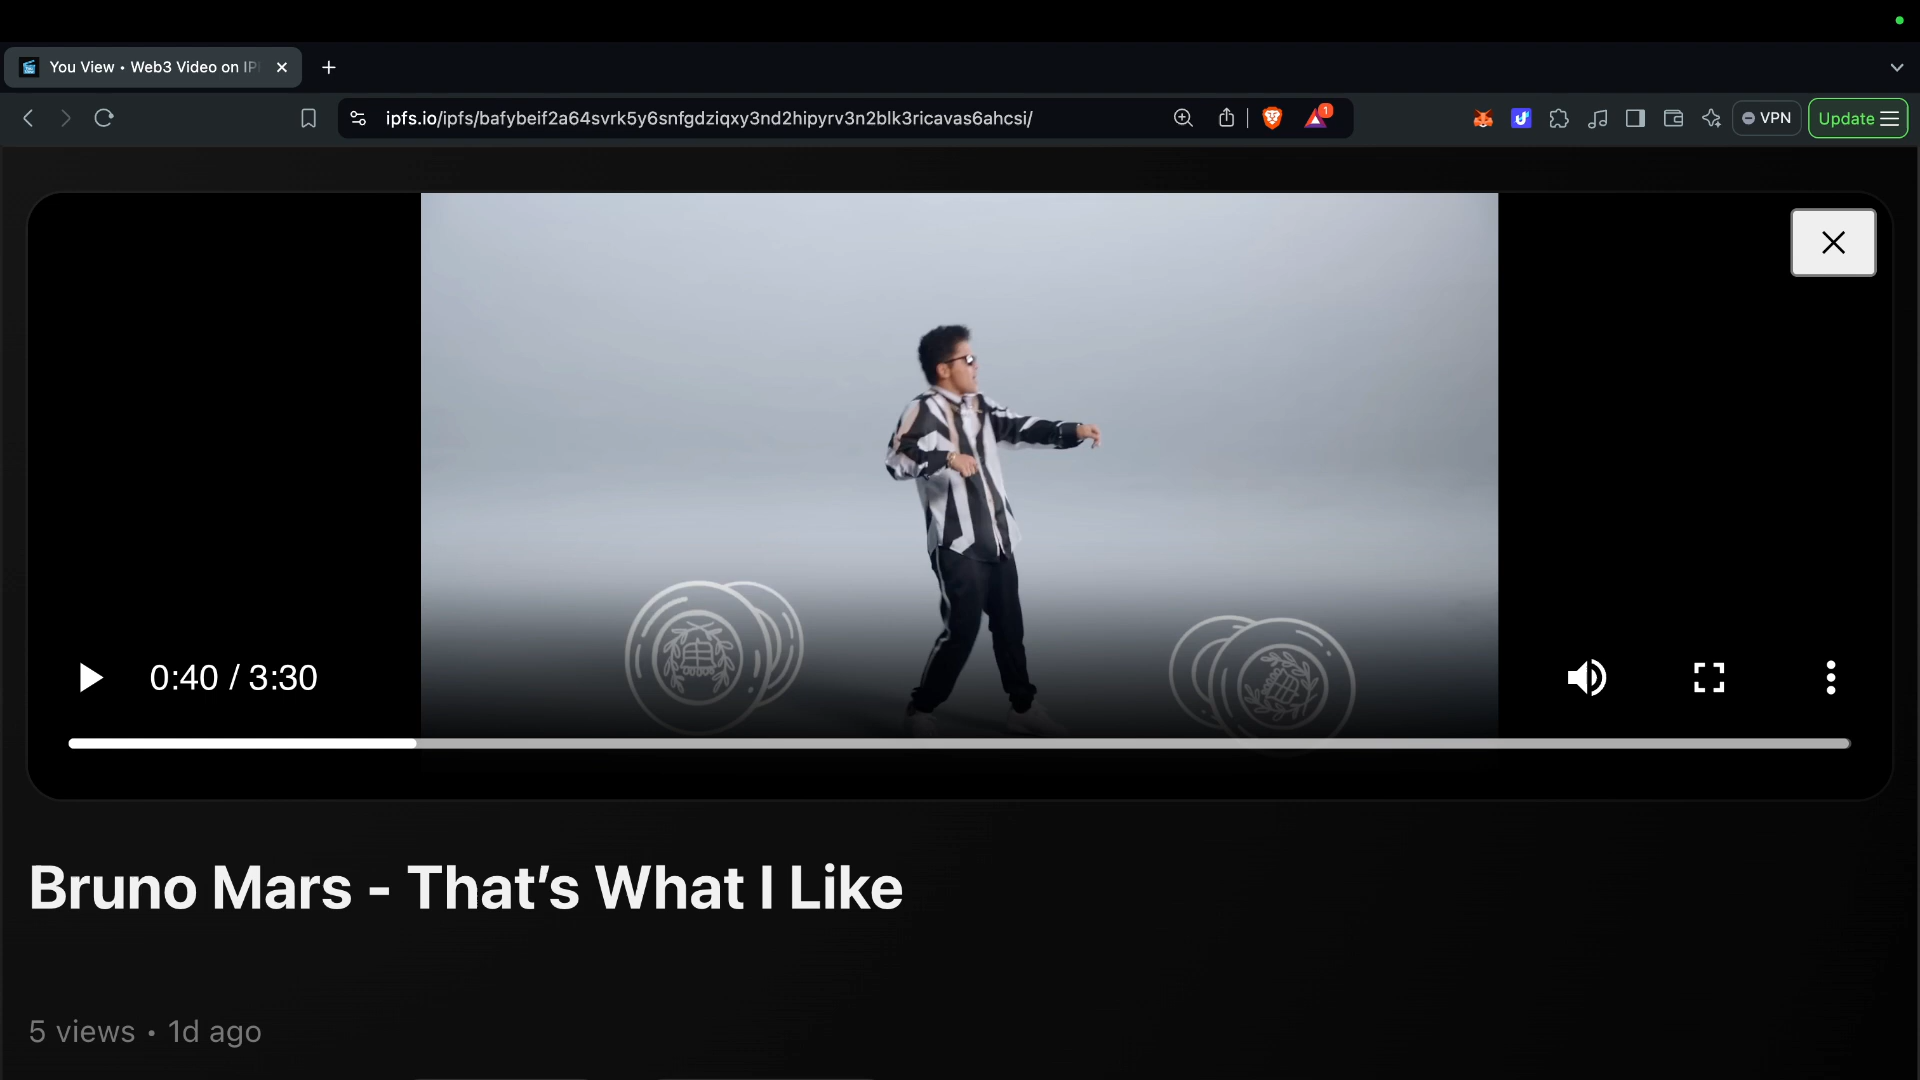 You View • Web3 Video on IP
ipfs.io/ipfs/bafybeif2a64svrk5y6snfgdziqxy3nd2hipyrv3n2blk3ricavas6ahcsi/
1
VPN
Update
0:40 / 3:30
Bruno Mars - That’s What I Like
5 views • 1d ago